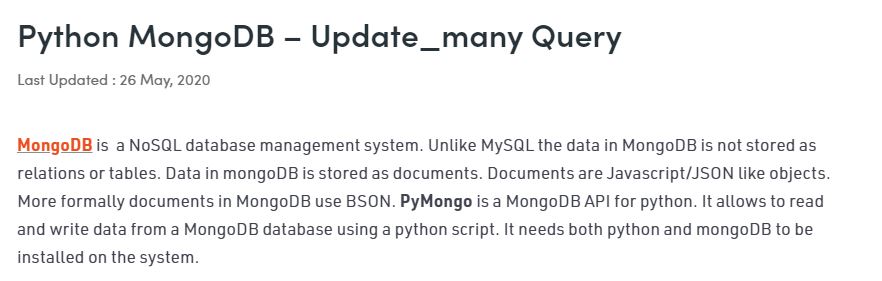 Python MongoDB – Update_many Query
Last Updated : 26 May, 2020
MongoDB is  a NoSQL database management system. Unlike MySQL the data in MongoDB is not stored as
relations or tables. Data in mongoDB is stored as documents. Documents are Javascript/JSON like objects.
More formally documents in MongoDB use BSON. PyMongo is a MongoDB API for python. It allows to read
and write data from a MongoDB database using a python script. It needs both python and mongoDB to be
installed on the system.